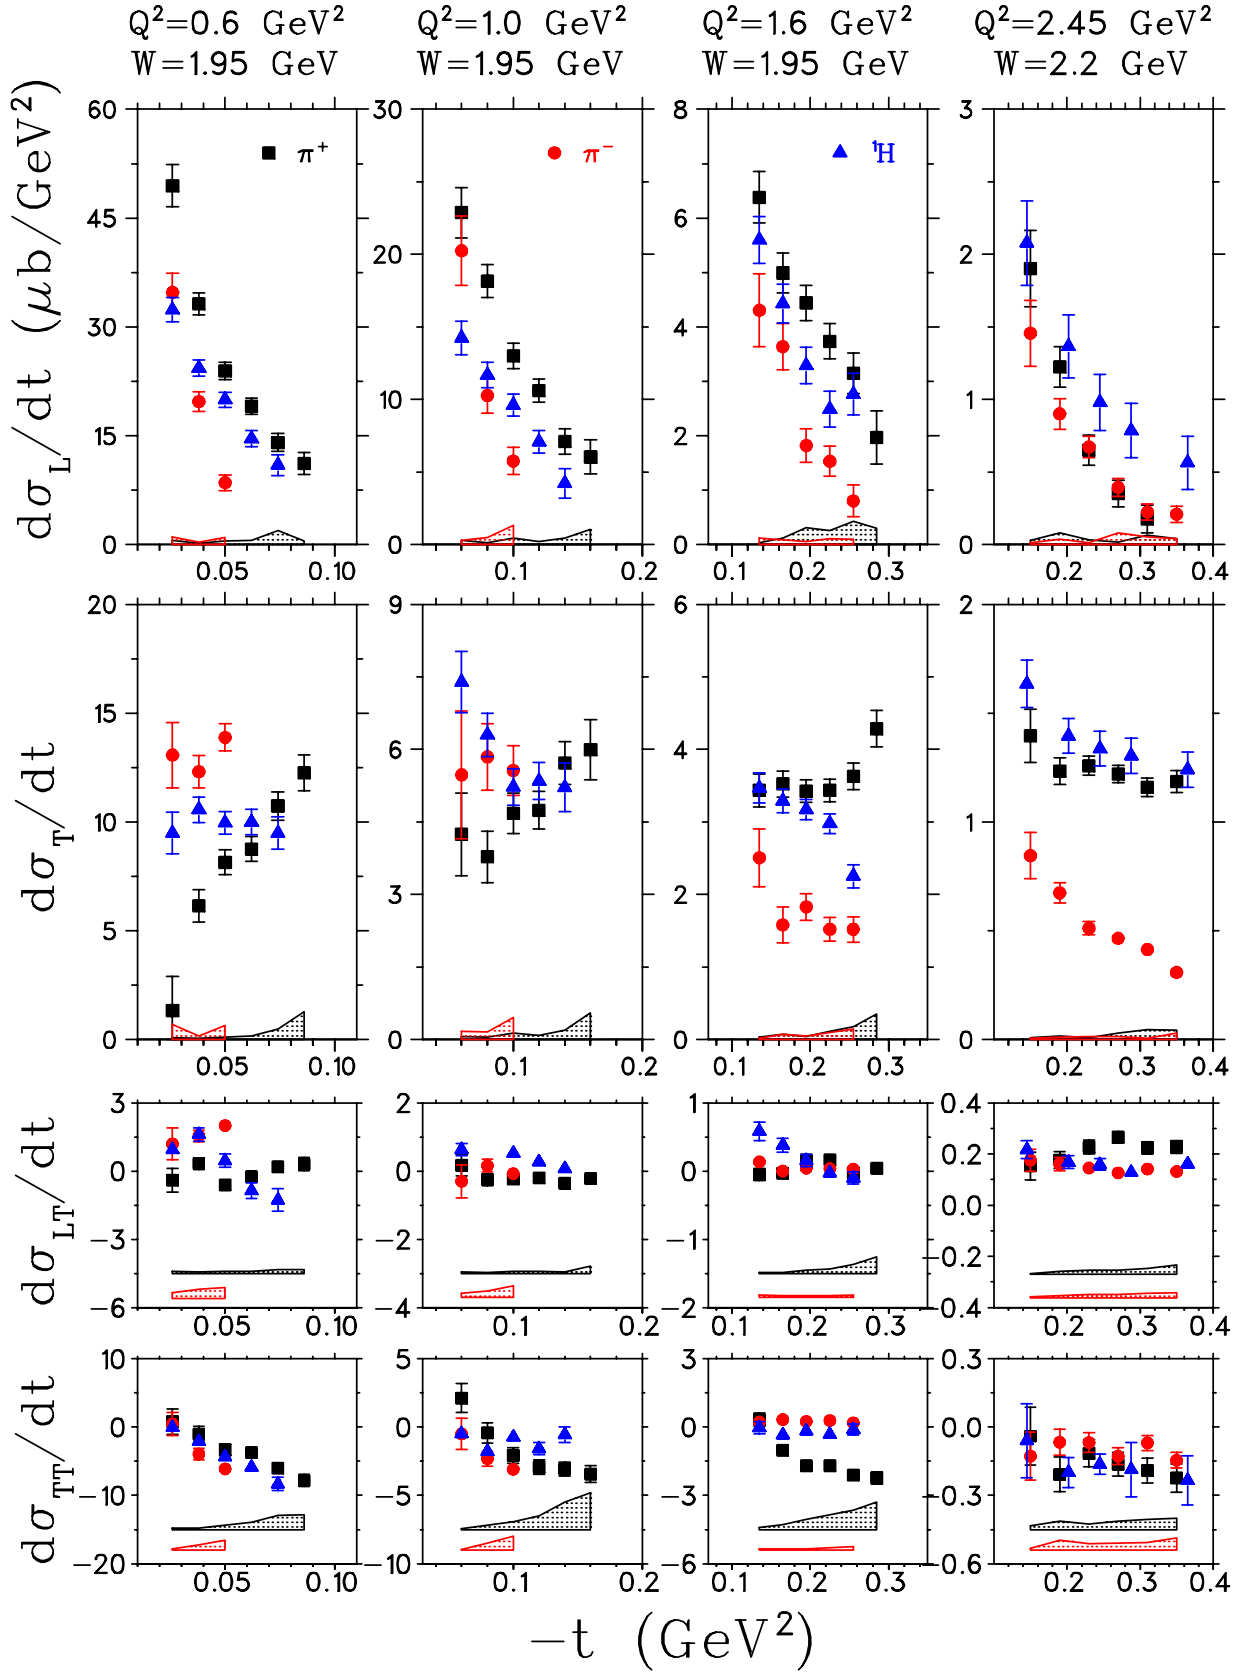 Q²=0.6 GeV² Q²=1.0 GeV² Q²=1.6 GeV² Q²=2.45 GeV²
W=1.95 GeV W=1.95 GeV W=1.95 GeV W=2.2 GeV
dσL/dt (μb/GeV²)
60 30 8 3
π⁺ π⁻ ¹H
45 20 6 2
30 10 4 1
15 2
0 0 0 0
0.05 0.10 0.1 0.2 0.1 0.2 0.3 0.2 0.3 0.4
dσT/dt
20 9 6 2
15 6 4 1
10 3 2
5
0 0 0 0
0.05 0.10 0.1 0.2 0.1 0.2 0.3 0.2 0.3 0.4
dσLT/dt
3 2 1 0.4
0.2
0 0 0 0.0
−3 −2 −1 −0.2
−6 −4 −2 −0.4
0.05 0.10 0.1 0.2 0.1 0.2 0.3 0.2 0.3 0.4
dσTT/dt
10 5 3 0.3
0 0 0 0.0
−10 −5 −3 −0.3
−20 −10 −6 −0.6
0.05 0.10 0.1 0.2 0.1 0.2 0.3 0.2 0.3 0.4
−t (GeV²)